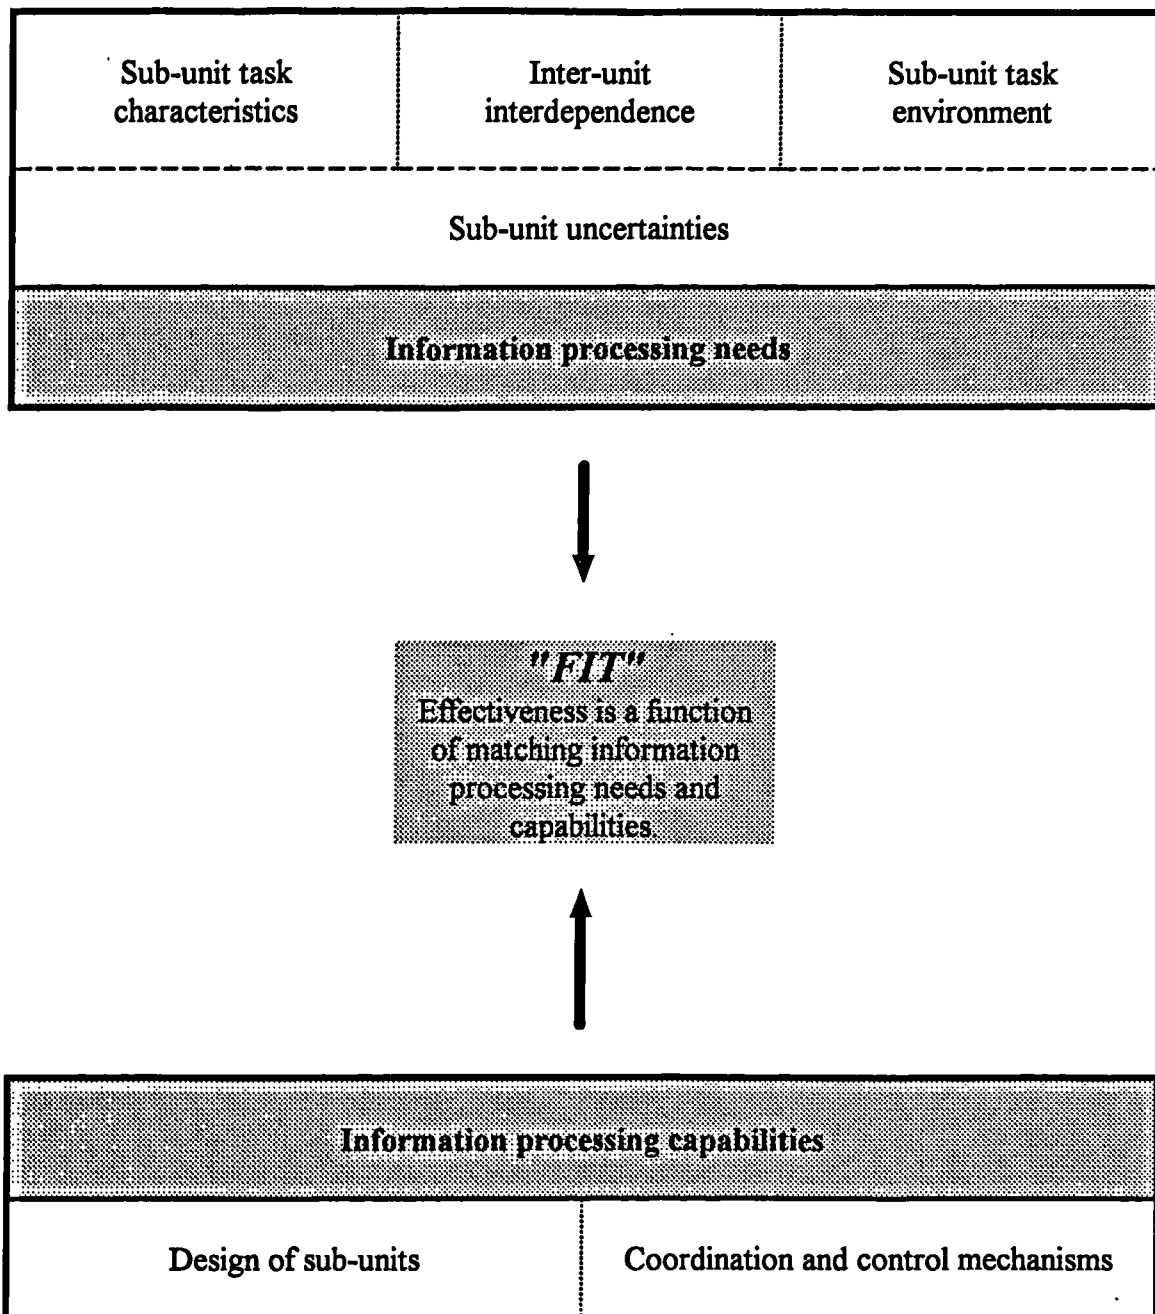 Sub-unit task
characteristics
Inter-unit
interdependence
Sub-unit task
environment
Sub-unit uncertainties
Information processing needs
"FIT"
Effectiveness is a function
of matching information
processing needs and
capabilities.
Information processing capabilities
Design of sub-units
Coordination and control mechanisms